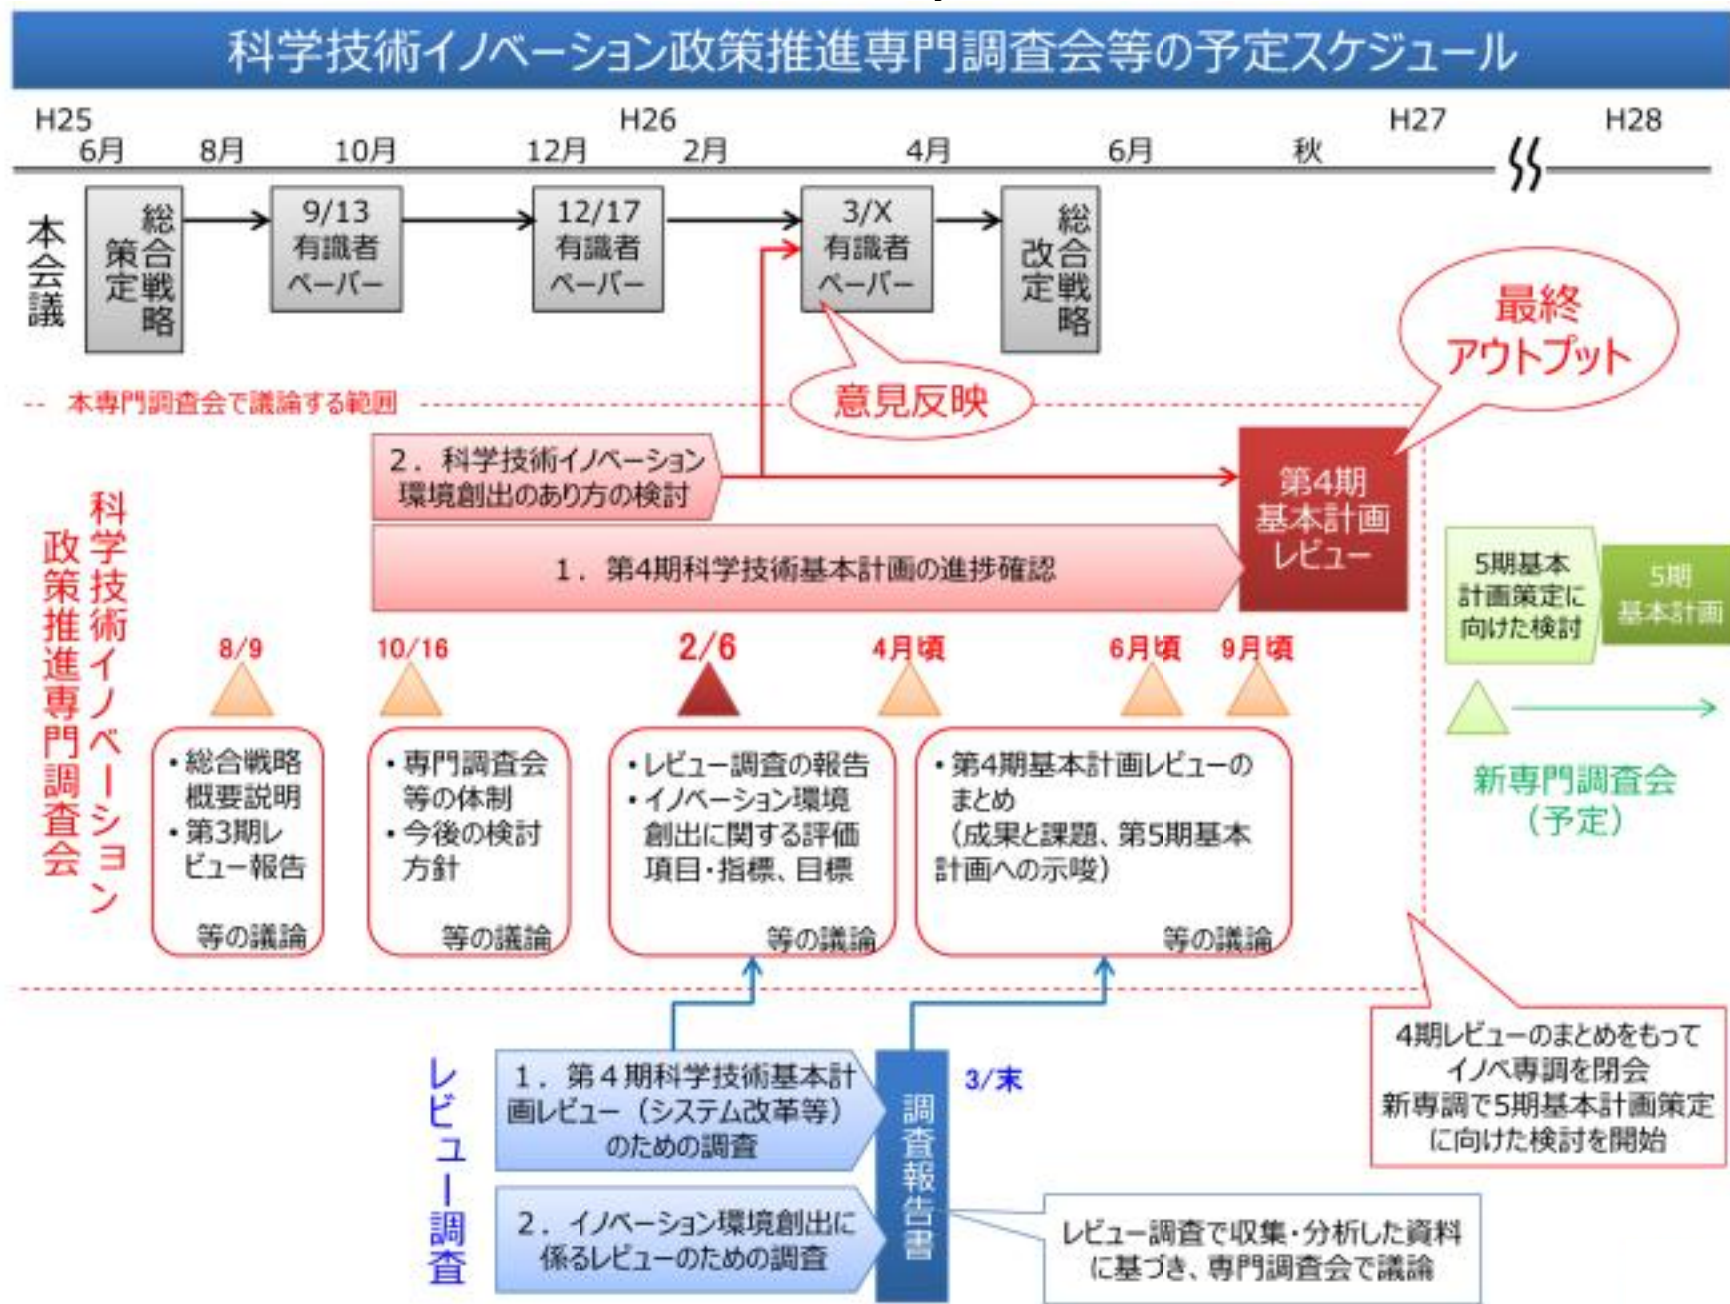 科学技術イノベーション政策推進専門調査会等の予定スケジュール
H25
H26
H27
H28
6月
8月
10月
12月
2月
4月
6月
秋
本会議
総合戦略
策定
9/13
有識者
ペーパー
12/17
有識者
ペーパー
3/X
有識者
ペーパー
総合戦略
改定
最終
アウトプット
意見反映
本専門調査会で議論する範囲
科学技術イノベーション
政策推進専門調査会
2．科学技術イノベーション
環境創出のあり方の検討
1．第4期科学技術基本計画の進捗確認
第4期
基本計画
レビュー
5期基本
計画策定に
向けた検討
5期
基本計画
8/9
10/16
2/6
4月頃
6月頃
9月頃
・総合戦略
概要説明
・第3期レ
ビュー報告
等の議論
・専門調査会
等の体制
・今後の検討
方針
等の議論
・レビュー調査の報告
・イノベーション環境
創出に関する評価
項目・指標、目標
等の議論
・第4期基本計画レビューの
まとめ
（成果と課題、第5期基本
計画への示唆）
等の議論
新専門調査会
（予定）
レビュー調査
1．第４期科学技術基本計
画レビュー（システム改革等）
のための調査
2．イノベーション環境創出に
係るレビューのための調査
調査報告書
3/末
4期レビューのまとめをもって
イノベ専調を閉会
新専調で5期基本計画策定
に向けた検討を開始
レビュー調査で収集・分析した資料
に基づき、専門調査会で議論